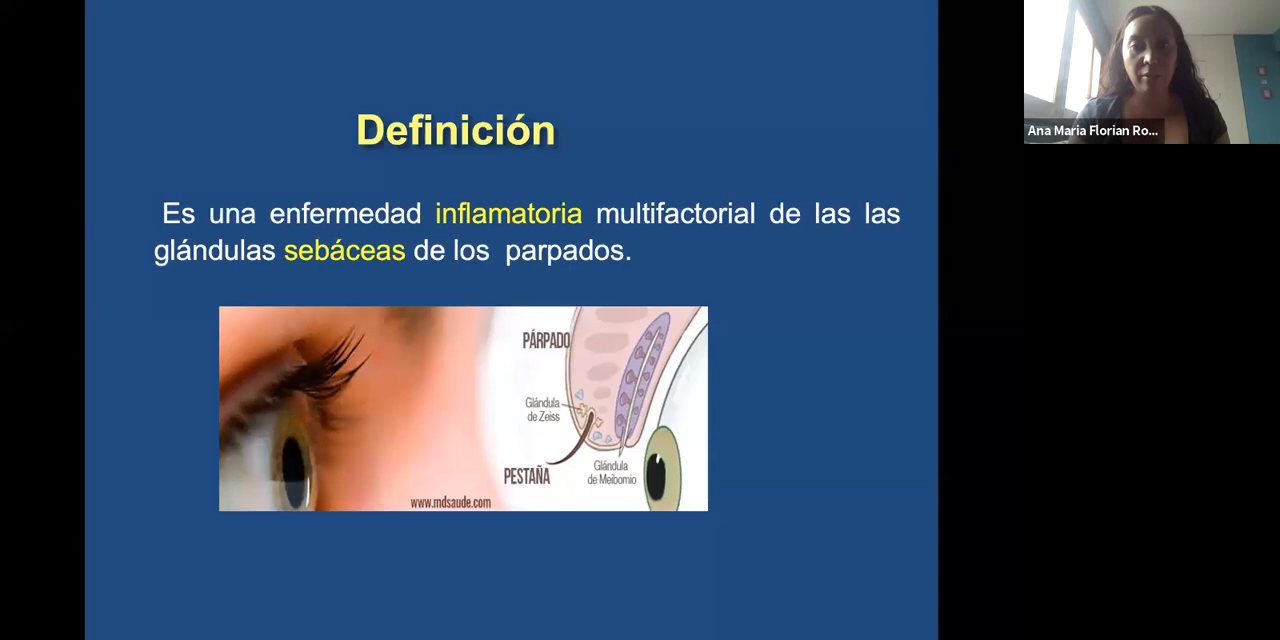 Definición
Es una enfermedad inflamatoria multifactorial de las las
glándulas sebáceas de los parpados.
PÁRPADO
Glándula
de Zeiss
PESTAÑA
Glándula
de Meibomio
www.mdsaude.com
Ana Maria Florian Ro...